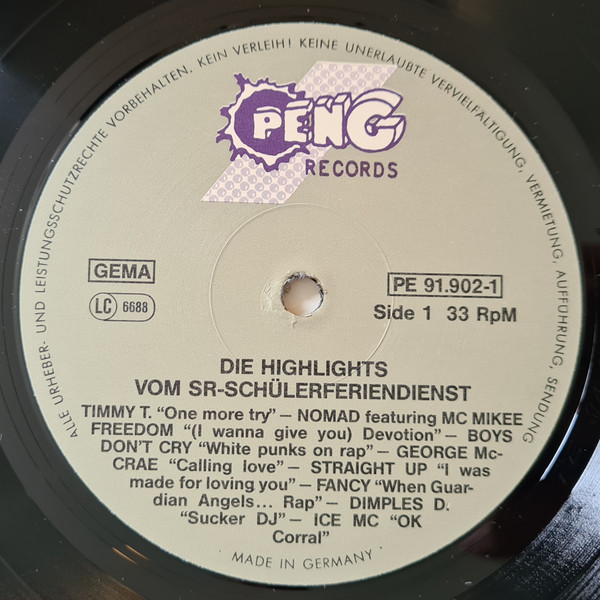 ALLE URHEBER- UND LEISTUNGSSCHUTZRECHTE VORBEHALTEN. KEIN VERLEIH! KEINE UNERLAUBTE VERVIELFÄLTIGUNG, VERMIETUNG, AUFFÜHRUNG, SENDUNG
PENG
RECORDS
GEMA
LC 6688
PE 91.902-1
Side 1 33 RpM
DIE HIGHLIGHTS
VOM SR-SCHÜLERFERIENDIENST
TIMMY T. “One more try” – NOMAD featuring MC MIKEE
FREEDOM “(I wanna give you) Devotion” – BOYS
DON'T CRY “White punks on rap” – GEORGE Mc-
CRAE “Calling love” – STRAIGHT UP “I was
made for loving you” – FANCY “When Guar-
dian Angels... Rap” – DIMPLES D.
“Sucker DJ” – ICE MC “OK
Corral”
MADE IN GERMANY